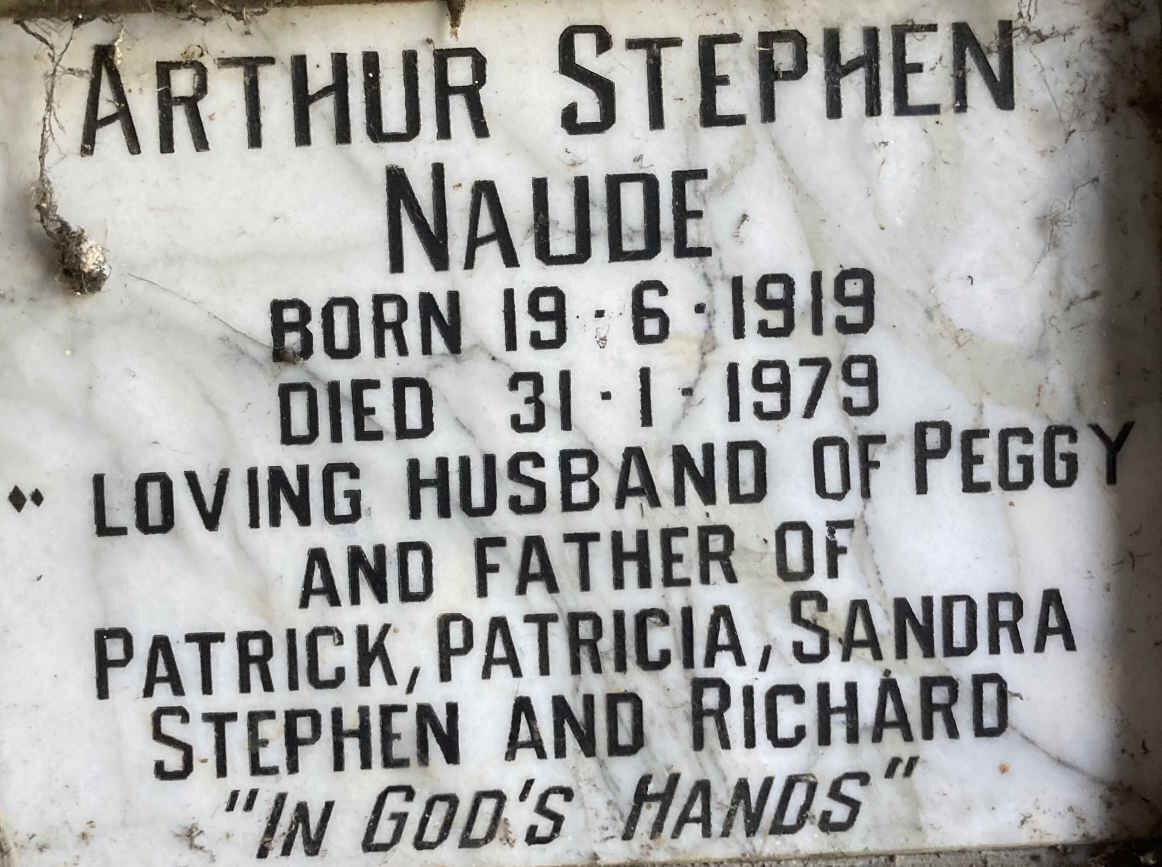 ARTHUR STEPHEN
NAUDE
BORN 19·6·1919
DIED 31·1·1979
" LOVING HUSBAND OF PEGGY
AND FATHER OF
PATRICK, PATRICIA, SANDRA
STEPHEN AND RICHARD
"IN GOD'S HANDS"